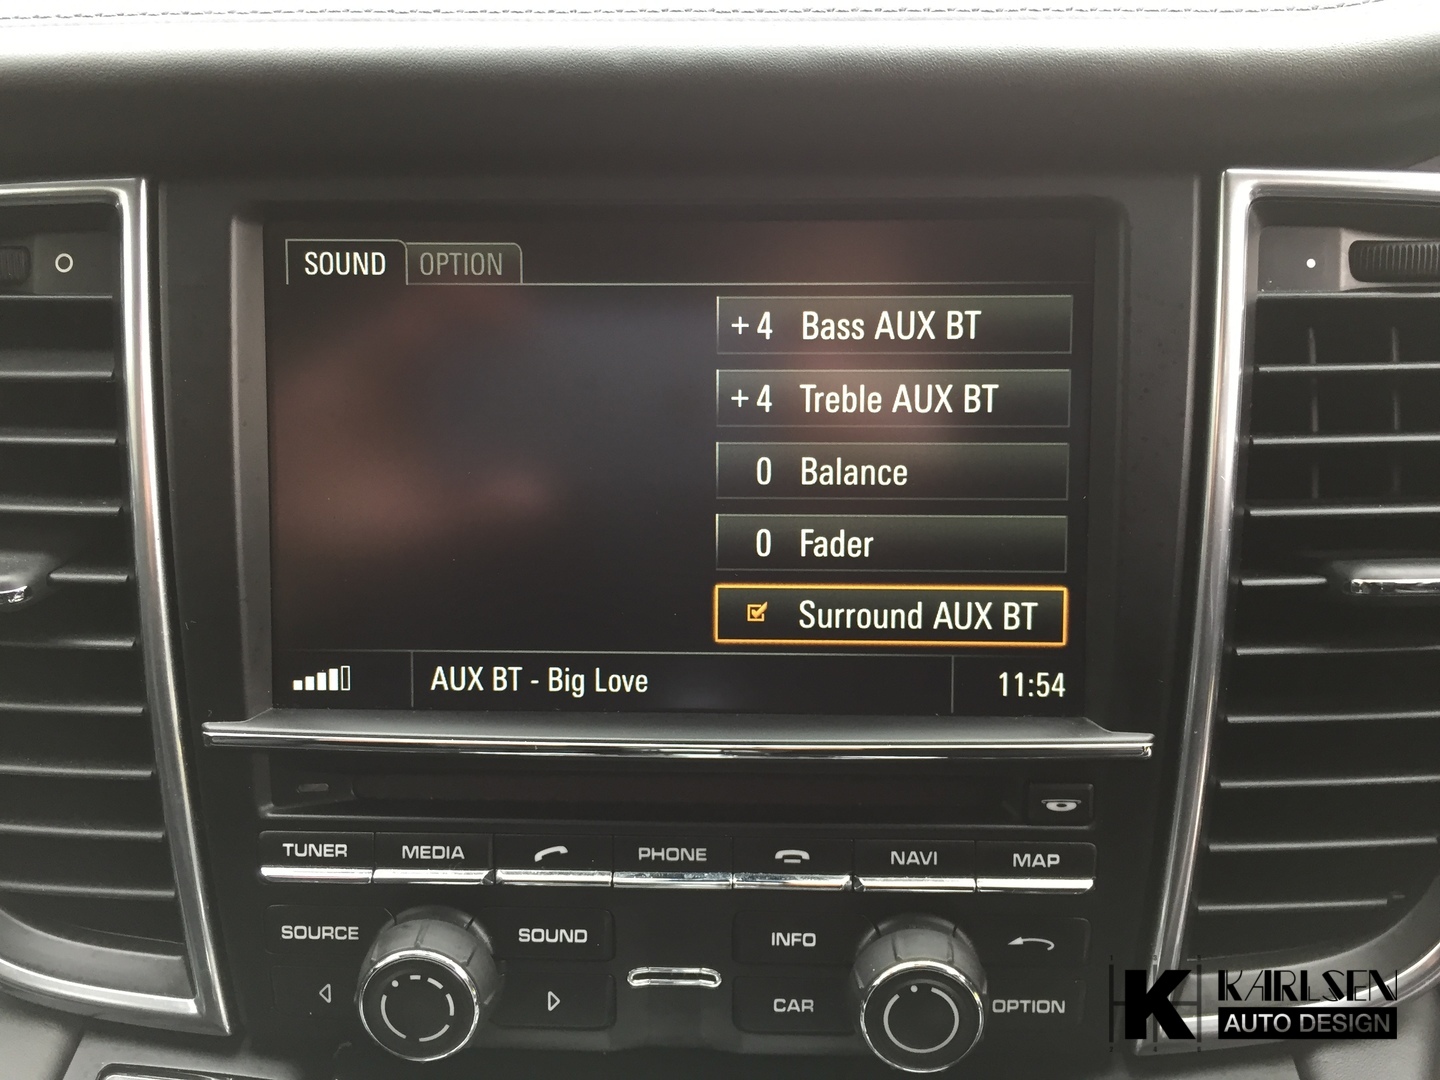 SOUND OPTION
+4 Bass AUX BT
+4 Treble AUX BT
0 Balance
0 Fader
Surround AUX BT
AUX BT - Big Love 11:54
TUNER MEDIA PHONE NAVI MAP
SOURCE SOUND INFO
CAR OPTION
K KARLSEN
AUTO DESIGN